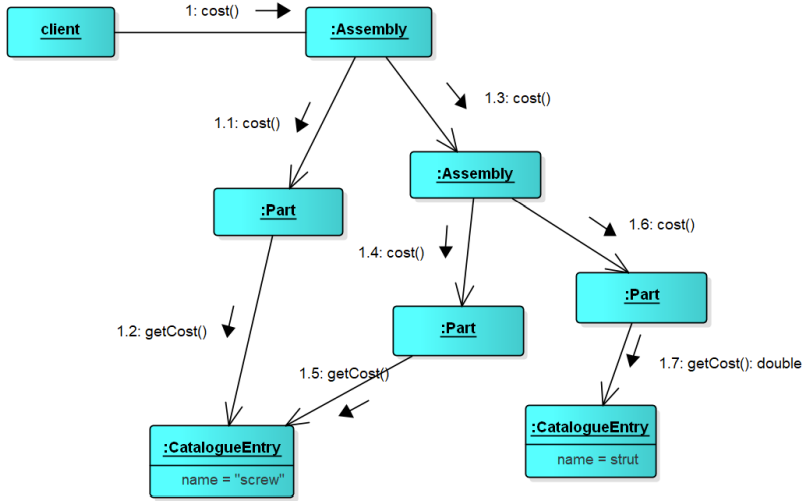 1: cost()
client
:Assembly
1.1: cost()
1.3: cost()
:Assembly
:Part
1.4: cost()
1.6: cost()
:Part
:Part
1.2: getCost()
1.5: getCost()
1.7: getCost(): double
:CatalogueEntry
name = "screw"
:CatalogueEntry
name = strut